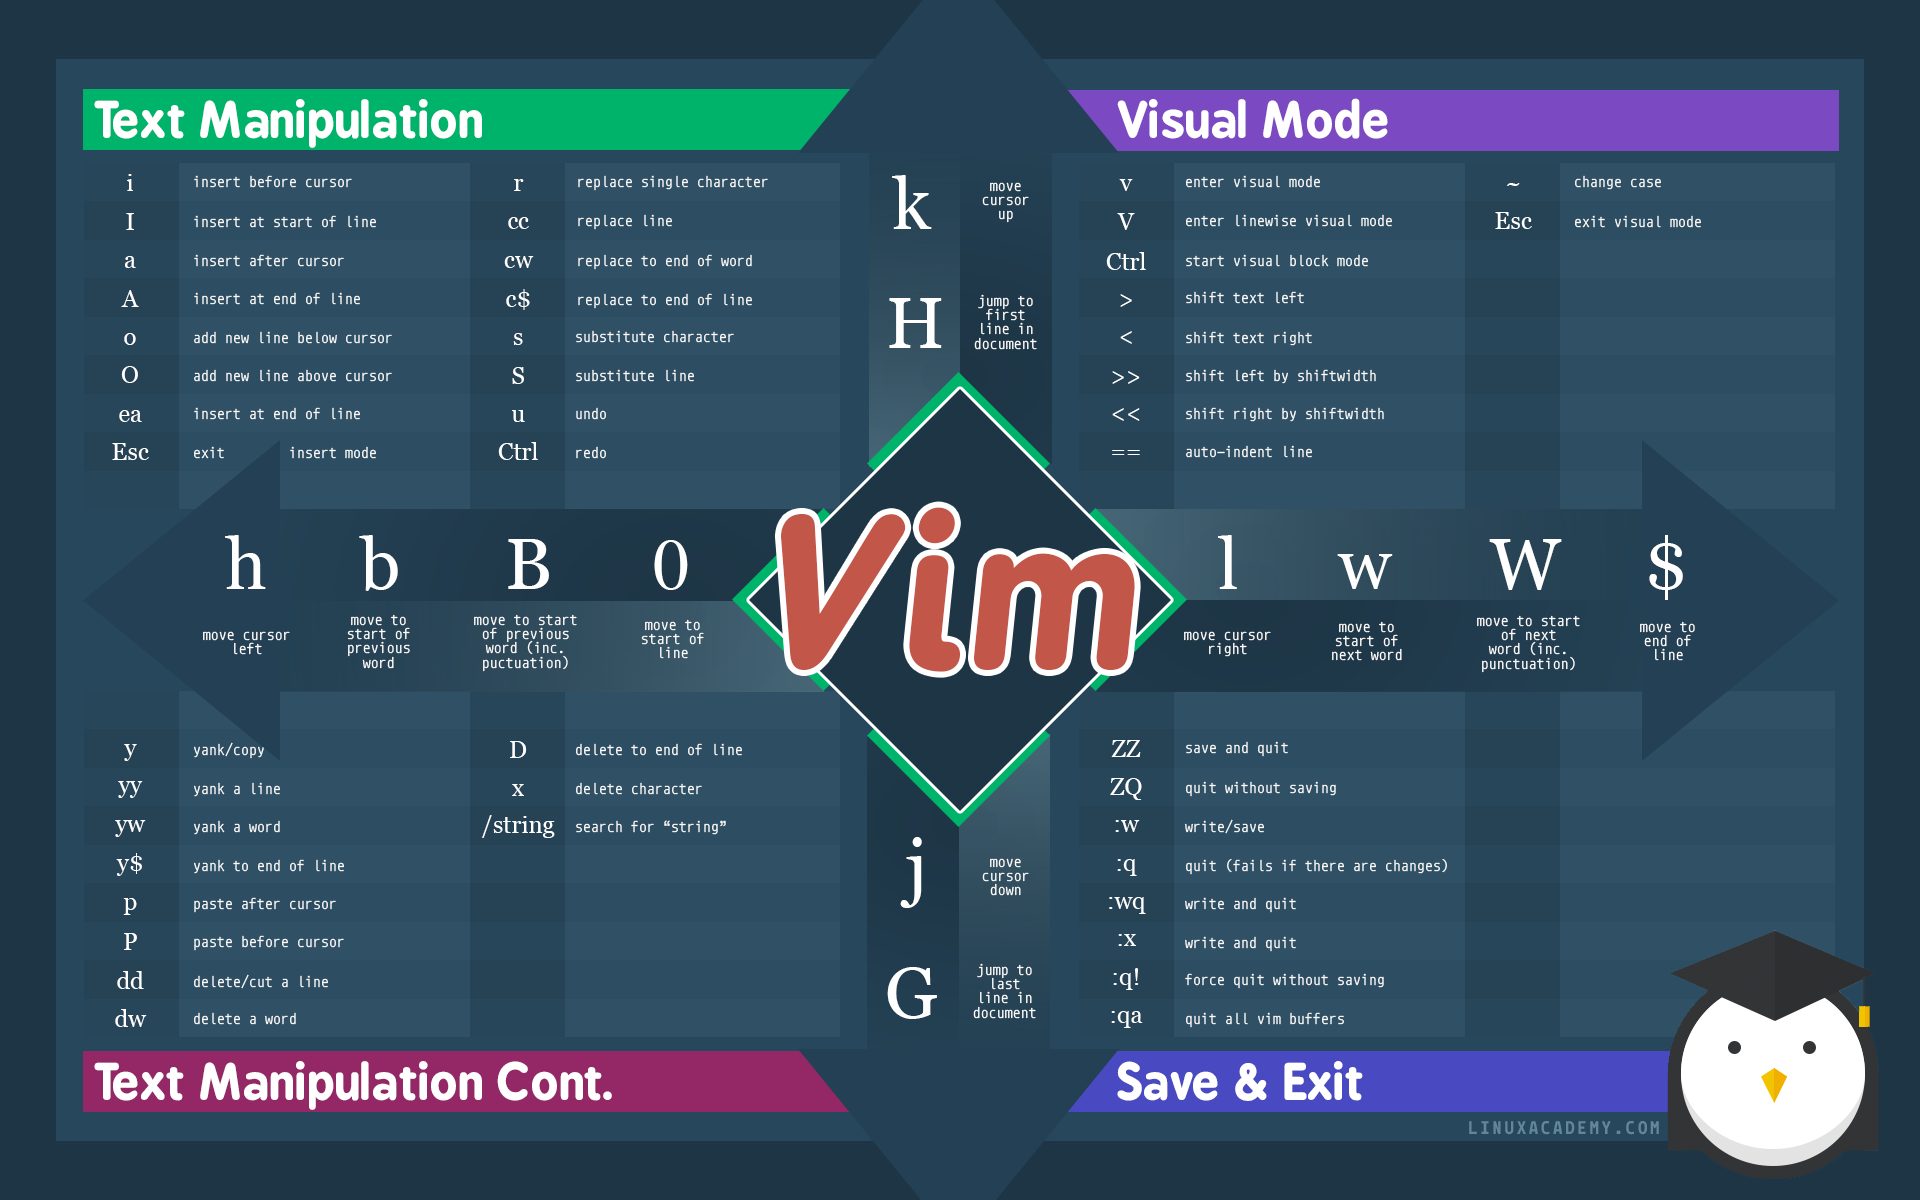 Text Manipulation
i insert before cursor
I insert at start of line
a insert after cursor
A insert at end of line
o add new line below cursor
O add new line above cursor
ea insert at end of line
Esc exit insert mode
r replace single character
cc replace line
cw replace to end of word
c$ replace to end of line
s substitute character
S substitute line
u undo
Ctrl redo
k
move
cursor
up
H
jump to
first
line in
document
Visual Mode
v enter visual mode
V enter linewise visual mode
Ctrl start visual block mode
> shift text left
< shift text right
>> shift left by shiftwidth
<< shift right by shiftwidth
== auto-indent line
~ change case
Esc exit visual mode
h
move cursor
left
b
move to
start of
previous
word
B
move to start
of previous
word (inc.
puctuation)
0
move to
start of
line
Vim
l
move cursor
right
w
move to
start of
next word
W
move to start
of next
word (inc.
punctuation)
$
move to
end of
line
y yank/copy
yy yank a line
yw yank a word
y$ yank to end of line
p paste after cursor
P paste before cursor
dd delete/cut a line
dw delete a word
D delete to end of line
x delete character
/string search for “string”
Text Manipulation Cont.
j
move
cursor
down
G
jump to
last
line in
document
ZZ save and quit
ZQ quit without saving
:w write/save
:q quit (fails if there are changes)
:wq write and quit
:x write and quit
:q! force quit without saving
:qa quit all vim buffers
Save & Exit
LINUXACADEMY.COM